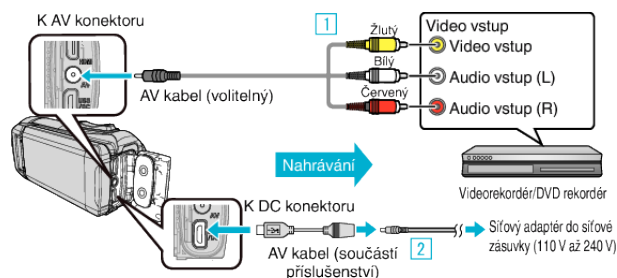 K AV konektoru
AV
AV kabel (volitelný)
1
Žlutý
Bílý
Červený
Video vstup
Video vstup
Audio vstup (L)
Audio vstup (R)
Nahrávání
Videorekordér/DVD rekordér
K DC konektoru
AV kabel (součástí
příslušenství)
2
Síťový adaptér do síťové
zásuvky (110 V až 240 V)